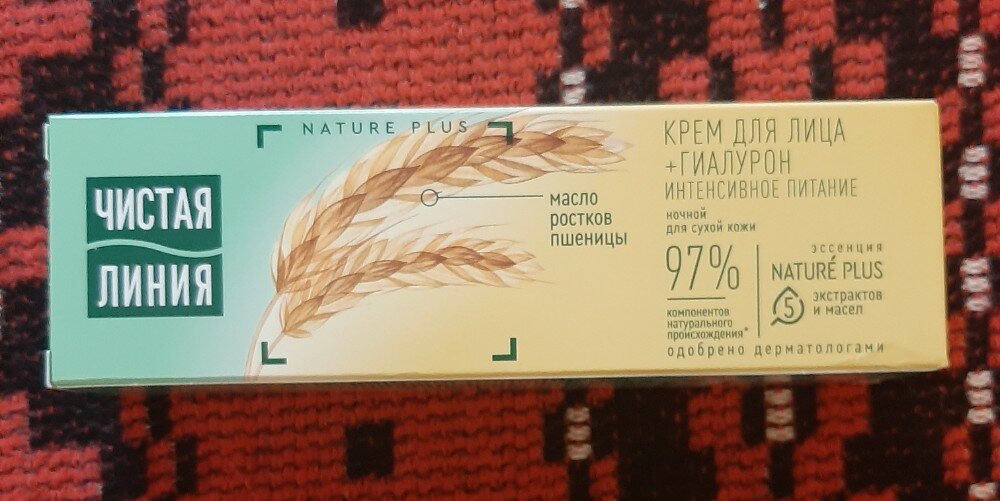 NATURE PLUS
ЧИСТАЯ
ЛИНИЯ
масло
ростков
пшеницы
КРЕМ ДЛЯ ЛИЦА
+ГИАЛУРОН
ИНТЕНСИВНОЕ ПИТАНИЕ
ночной
для сухой кожи
97%
компонентов
натурального
происхождения*
эссенция
NATURÉ PLUS
5 экстрактов
и масел
одобрено дерматологами